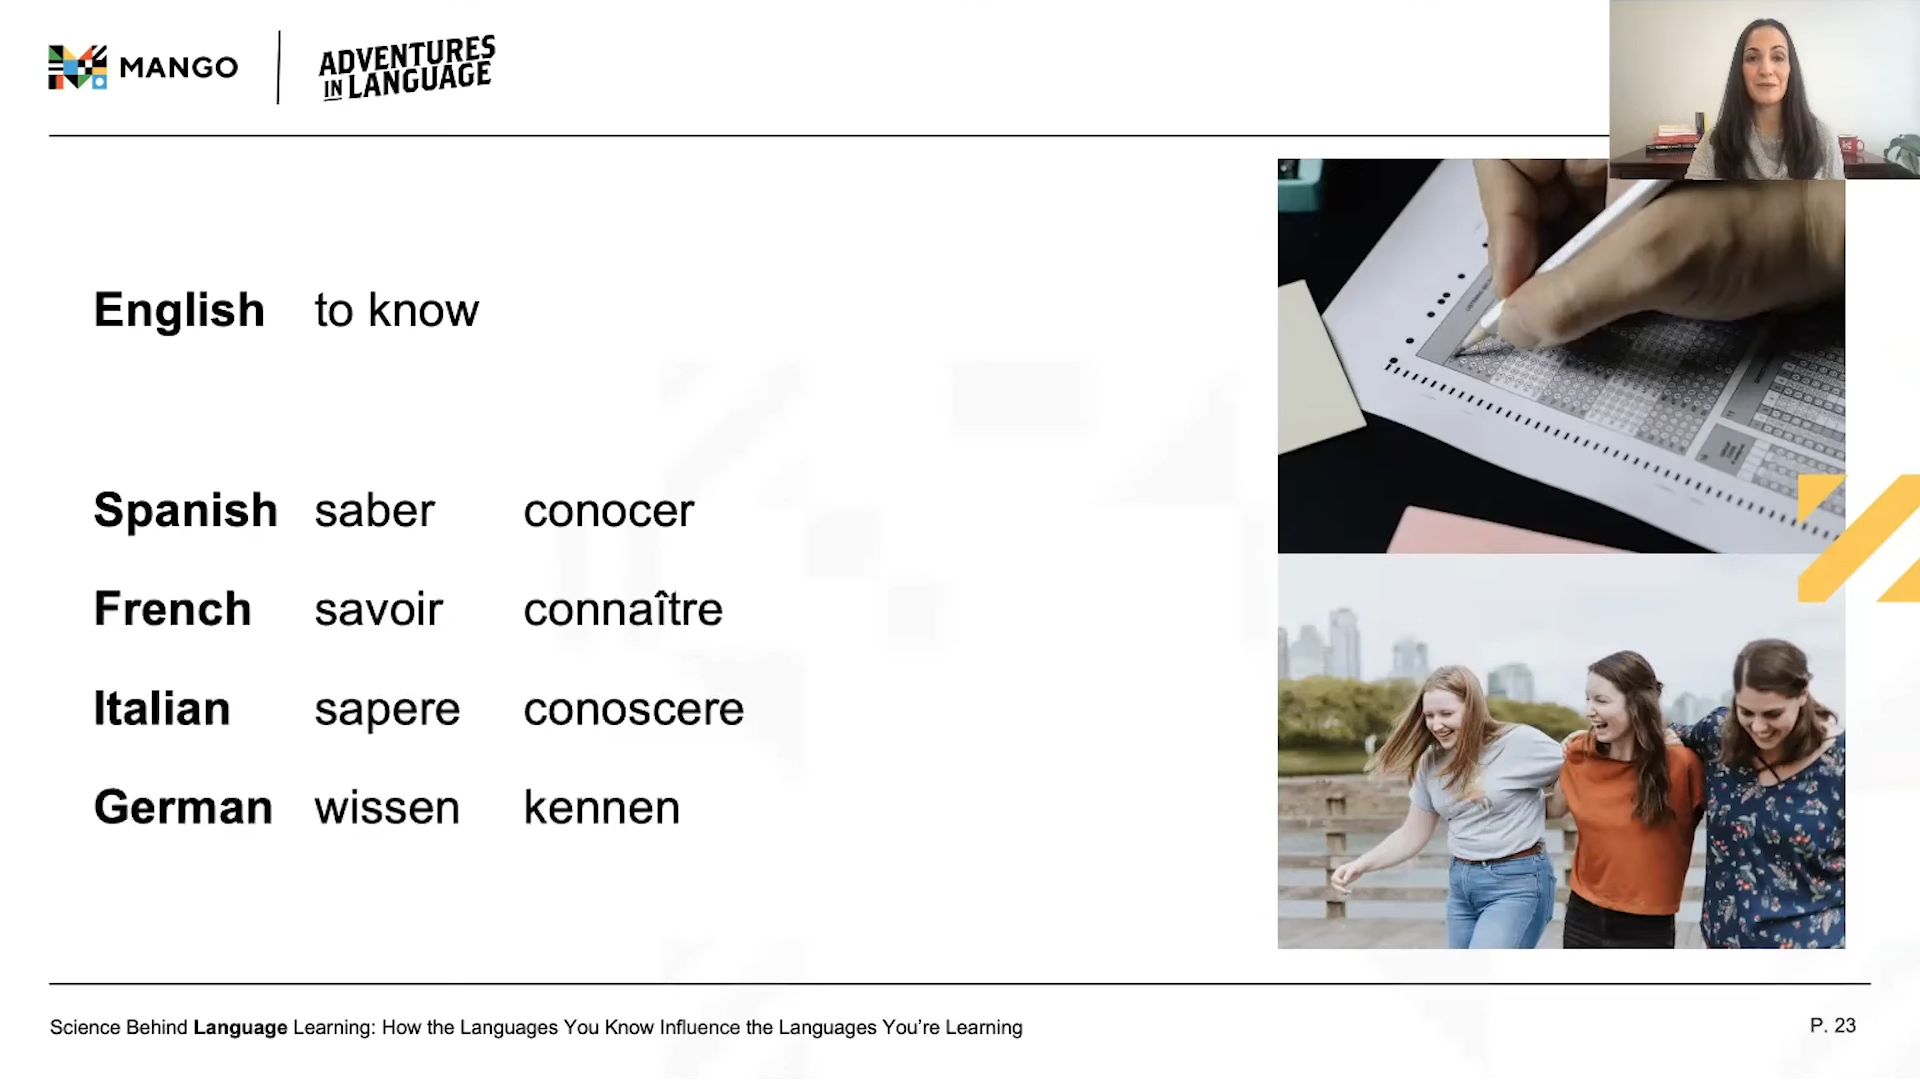 MANGO
ADVENTURES
IN LANGUAGE
English to know
Spanish saber conocer
French savoir connaître
Italian sapere conoscere
German wissen kennen
Science Behind Language Learning: How the Languages You Know Influence the Languages You're Learning
P. 23